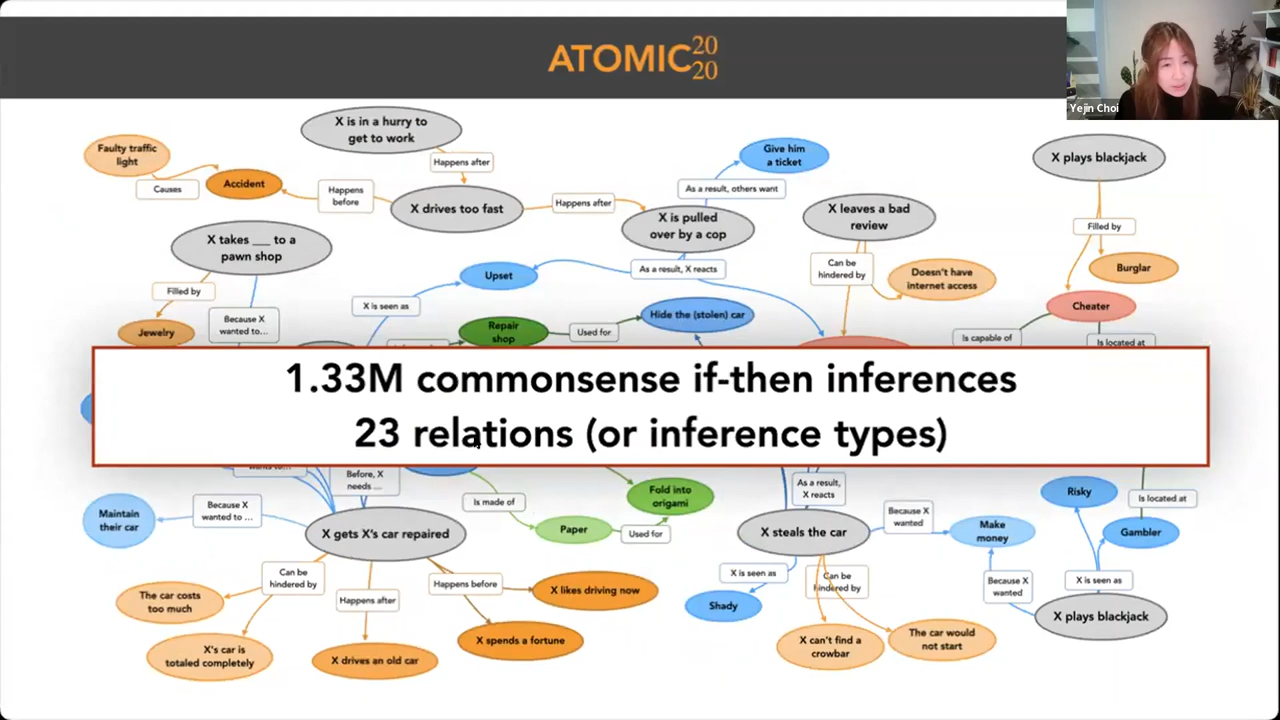 ATOMIC 20
20
Yejin Choi
X is in a hurry to
get to work
Faulty traffic
light
Happens after
Causes
Accident
Happens
before
X drives too fast
Happens after
X is pulled
over by a cop
As a result, others want
Give him
a ticket
X leaves a bad
review
X plays blackjack
Filled by
Burglar
Cheater
X takes ___ to a
pawn shop
Filled by
Jewelry
Because X
wanted to...
X is seen as
Upset
As a result, X reacts
Can be
hindered by
Doesn't have
internet access
Repair
shop
Used for
Hide the (stolen) car
Is capable of
Is located at
1.33M commonsense if-then inferences
23 relations (or inference types)
wants to...
Before, X
needs ...
Maintain
their car
Because X
wanted to ...
X gets X's car repaired
Is made of
Paper
Used for
Fold into
origami
As a result,
X reacts
X steals the car
Because X
wanted
Make
money
Risky
Is located at
Gambler
X is seen as
Because X
wanted
X plays blackjack
Can be
hindered by
The car costs
too much
X's car is
totaled completely
Happens after
X drives an old car
Happens before
X likes driving now
X spends a fortune
X is seen as
Shady
Can be
hindered by
X can't find a
crowbar
The car would
not start